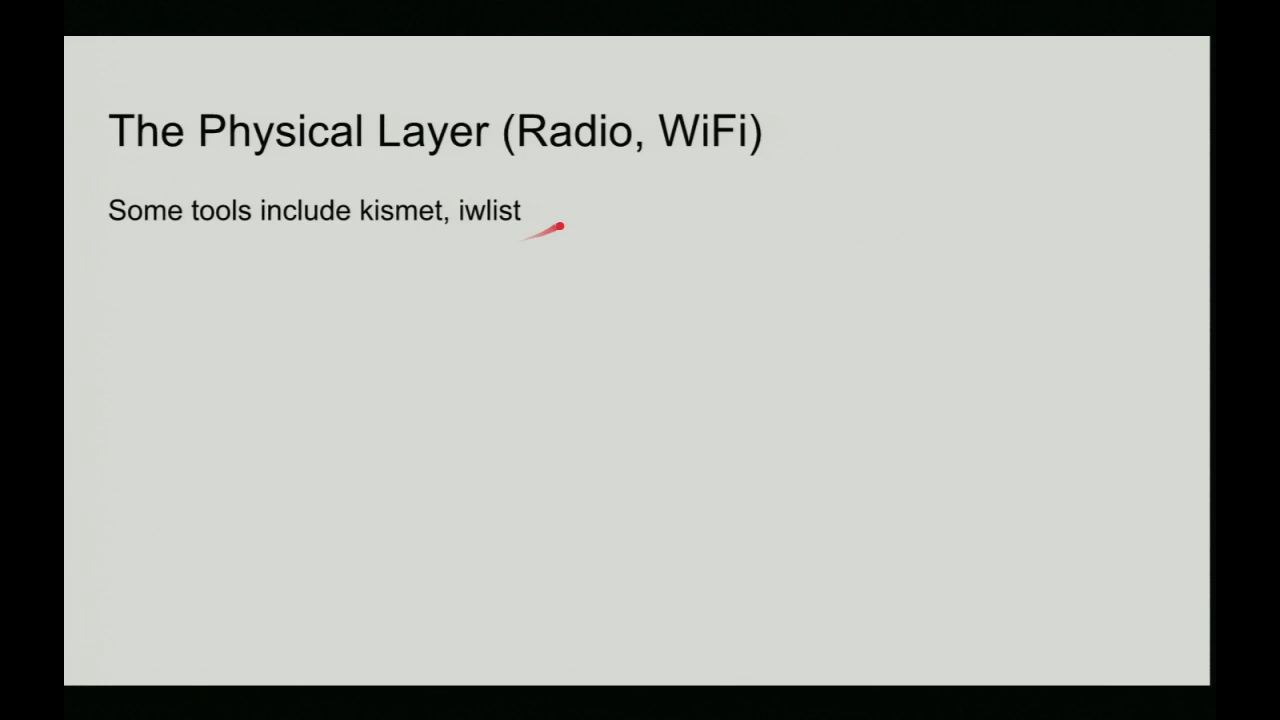 The Physical Layer (Radio, WiFi)
Some tools include kismet, iwlist